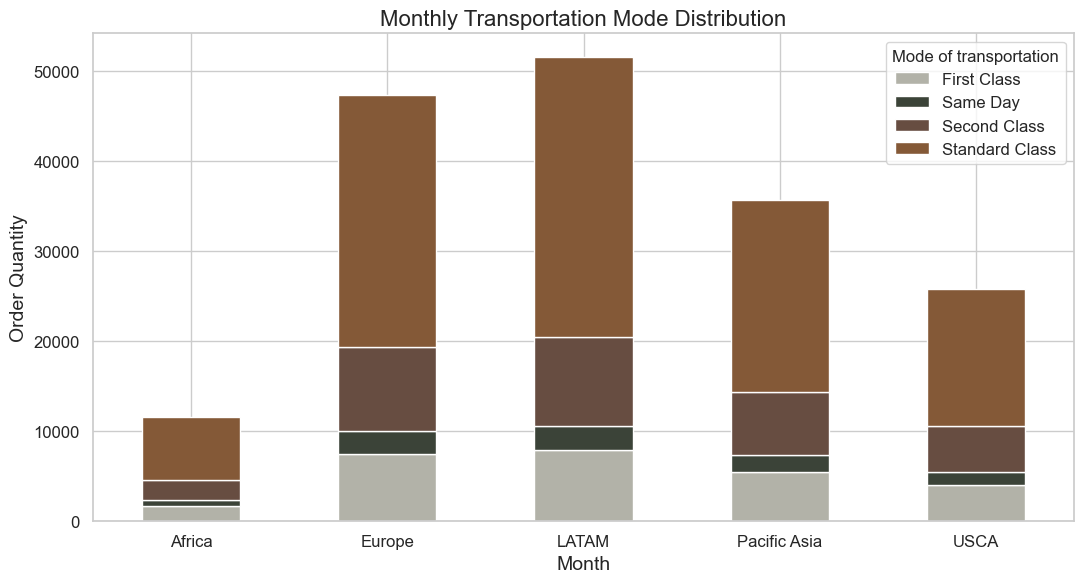 Monthly Transportation Mode Distribution
Mode of transportation
First Class
Same Day
Second Class
Standard Class
Order Quantity
50000
40000
30000
20000
10000
0
Africa
Europe
LATAM
Pacific Asia
USCA
Month